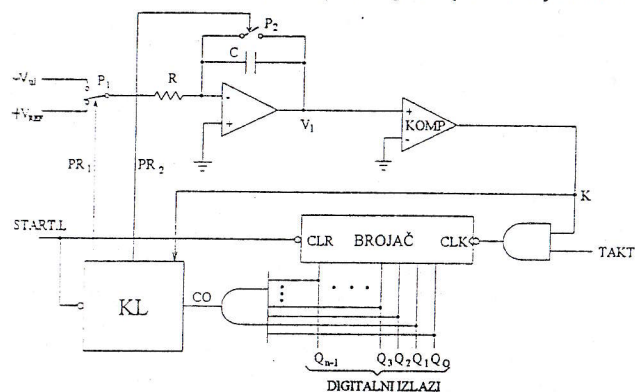 P2
C
-Vul
P1
R
-
+
+VREF
V1
+
-
KOMP
PR1
PR2
K
START.L
CLR BROJAČ CLK
TAKT
KL
CO
Qn-1 Q3 Q2 Q1 Q0
DIGITALNI IZLAZI